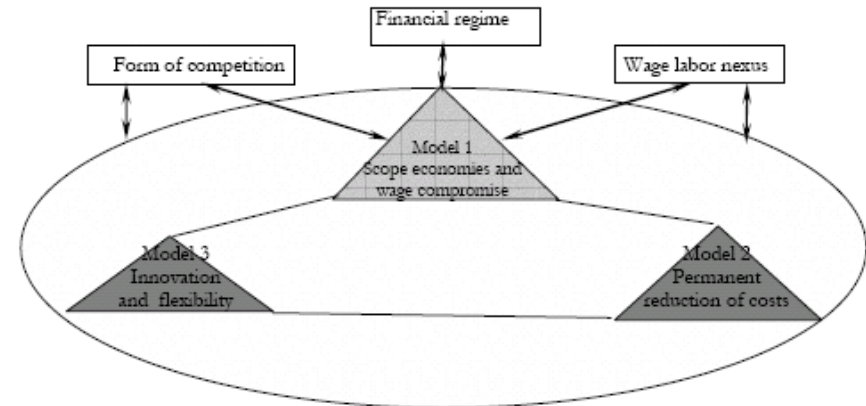 Financial regime
Form of competition
Wage labor nexus
Model 1
Scope economies and
wage compromise
Model 3
Innovation
and flexibility
Model 2
Permanent
reduction of costs